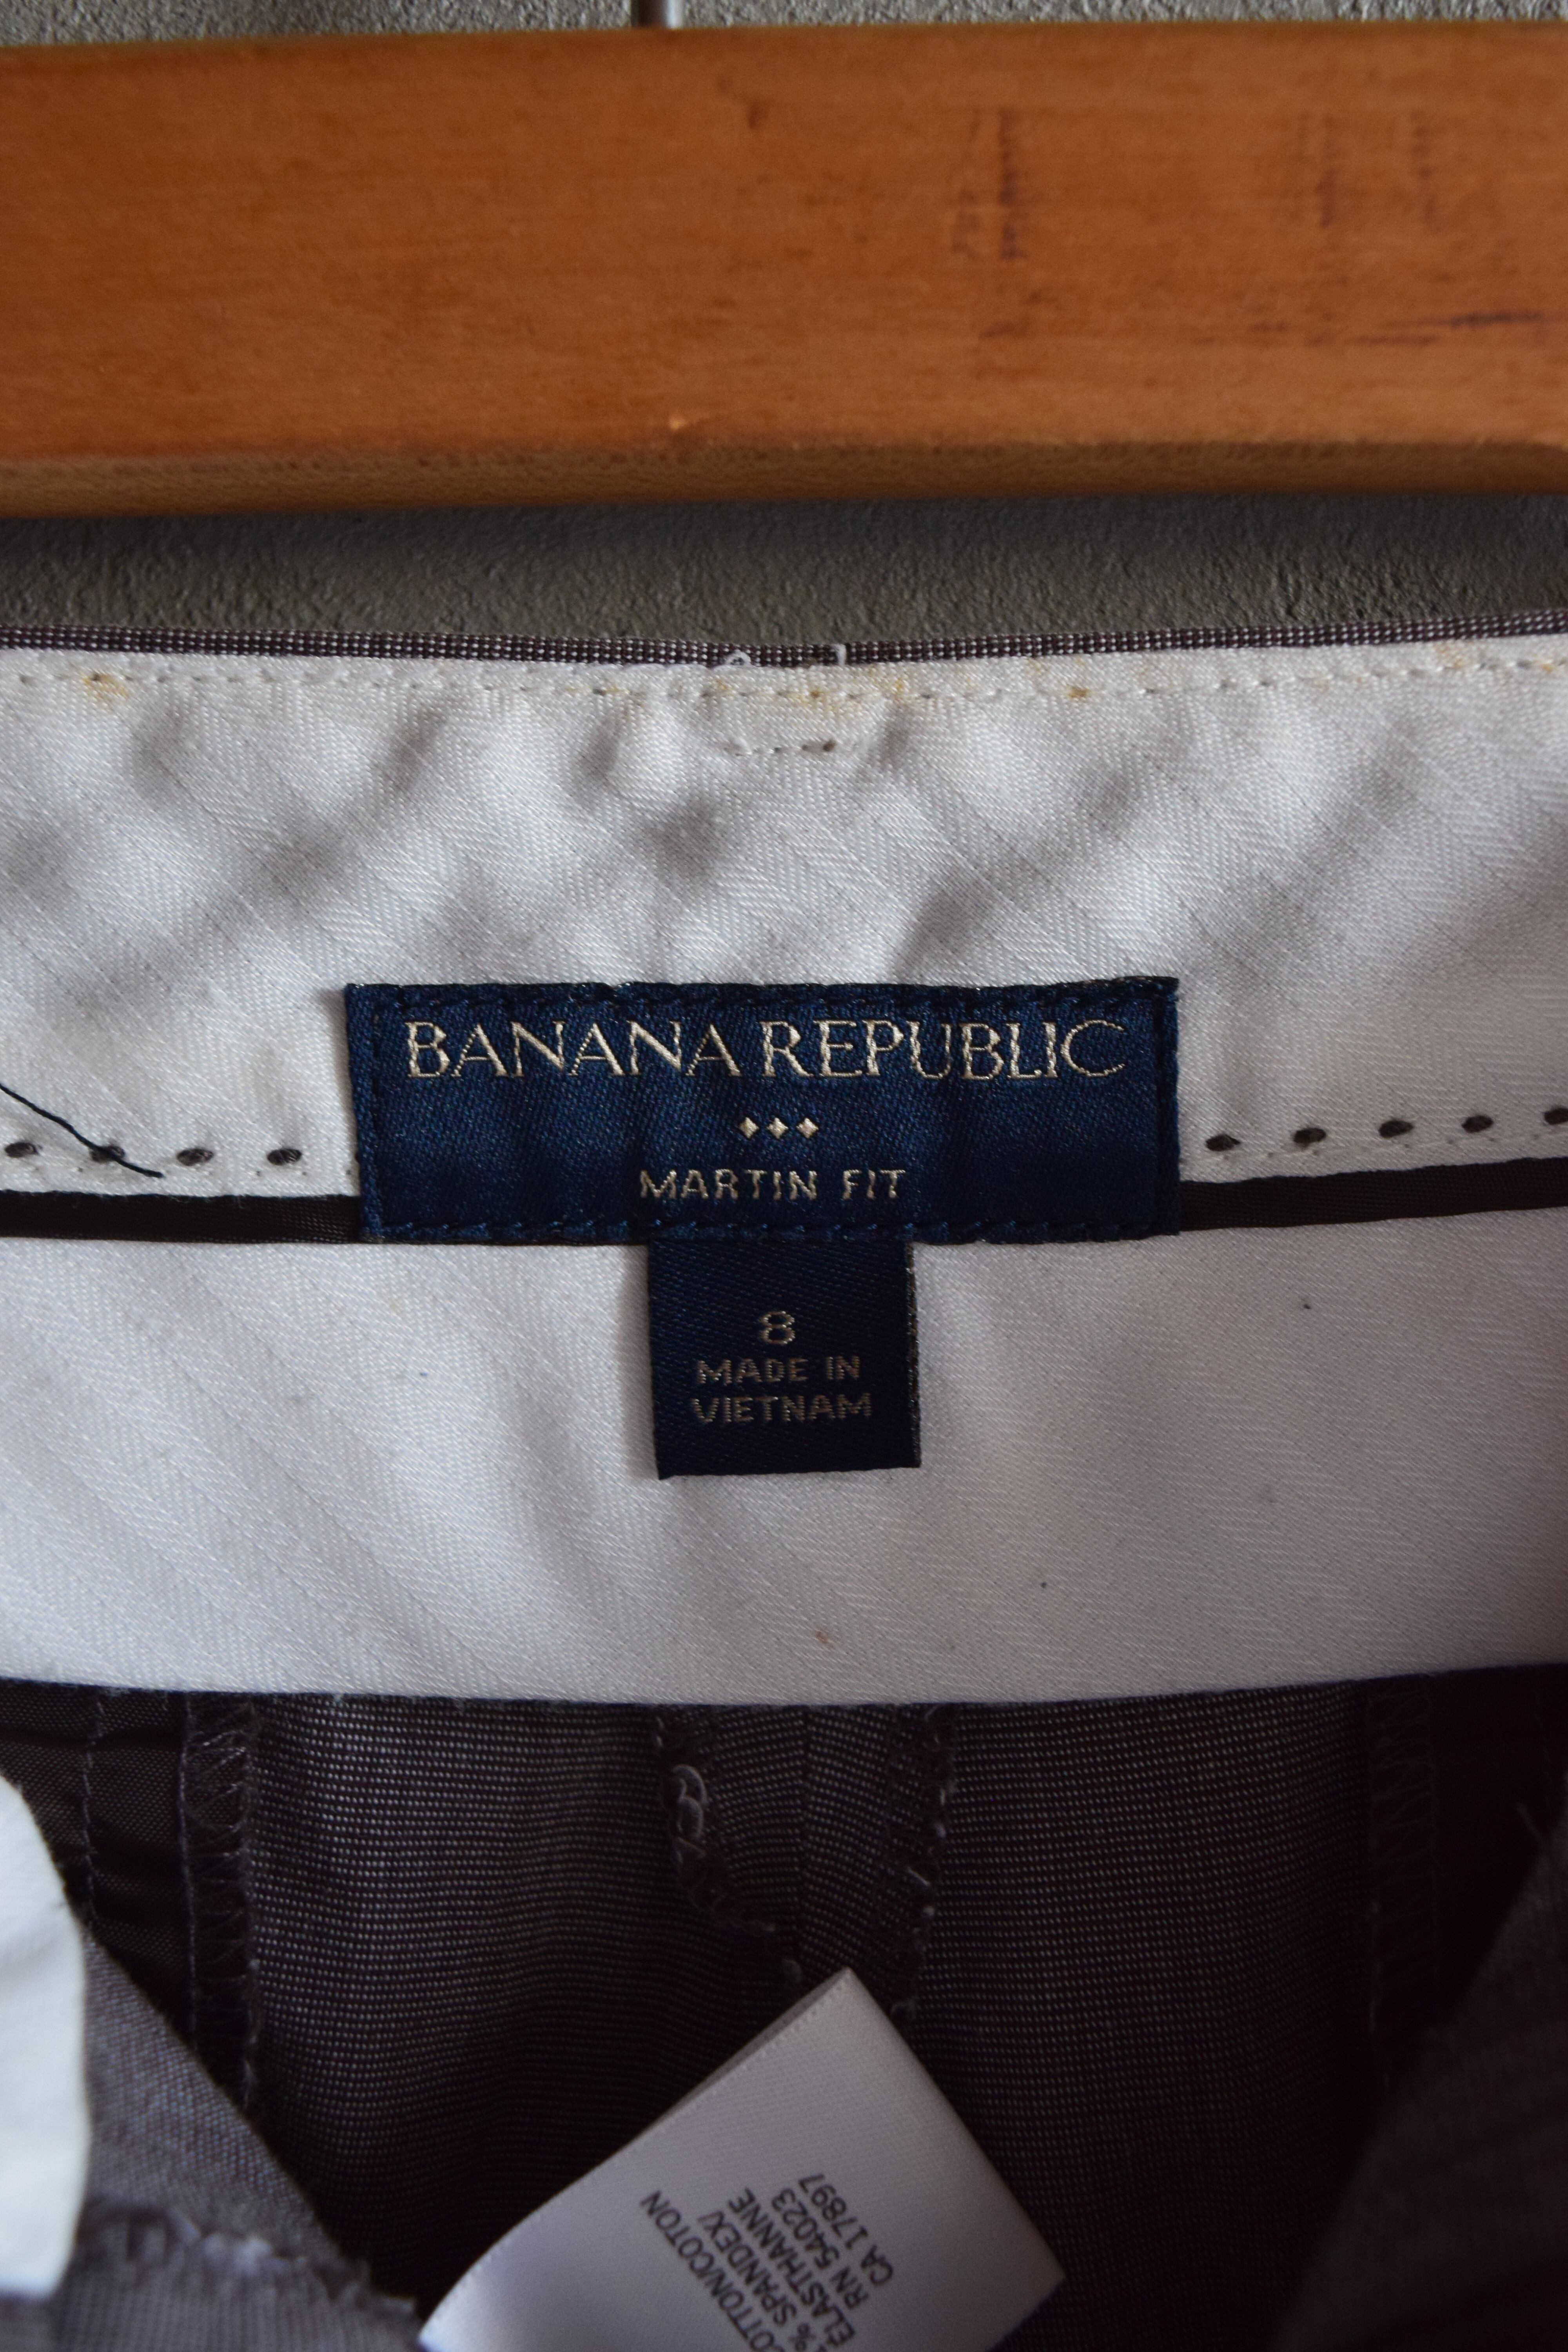 BANANA REPUBLIC
MARTIN FIT
8
MADE IN
VIETNAM
COTTON/COTON
% SPANDEX/
ELASTHANNE
RN 54023
CA 17897